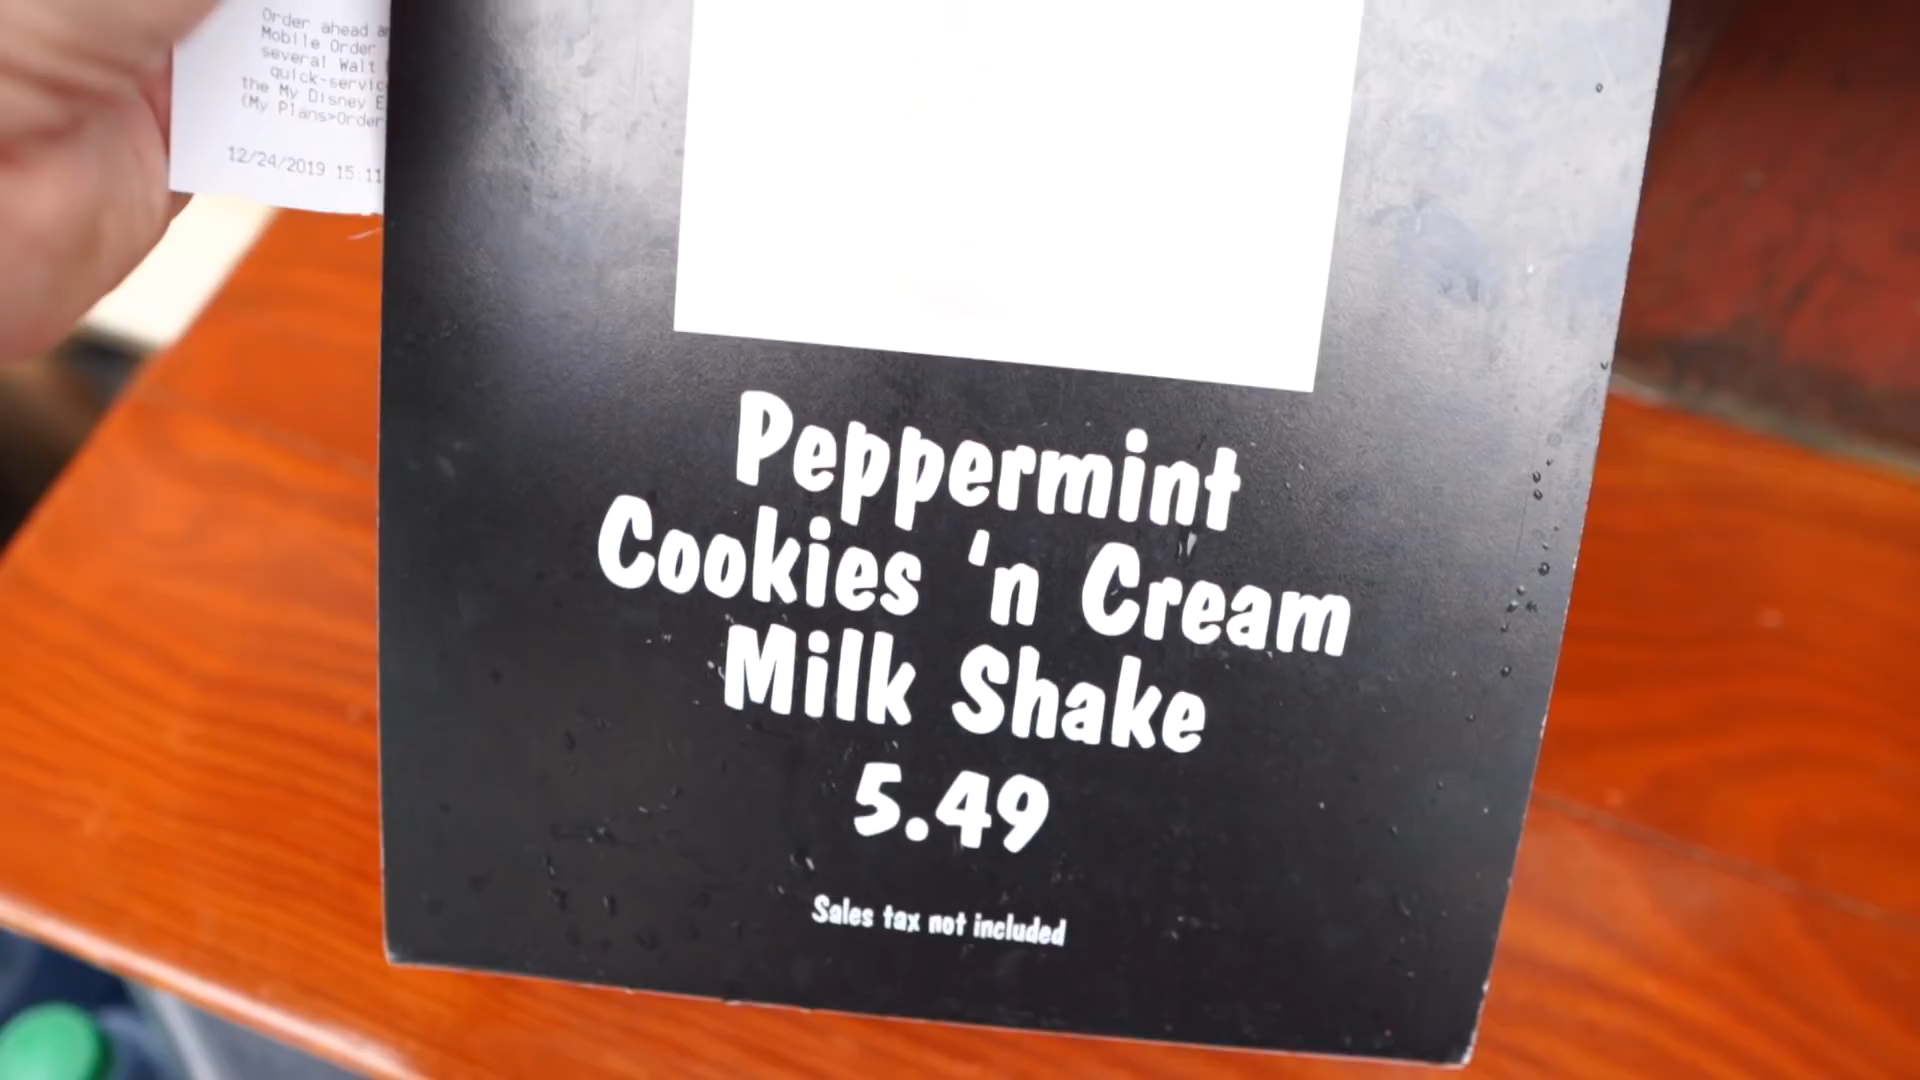 Order ahead
Mobile Order
several Walt
quick-servic
the My Disney E
(My Plans>Order
12/24/2019 15:11
Peppermint
Cookies 'n Cream
Milk Shake
5.49
Sales tax not included